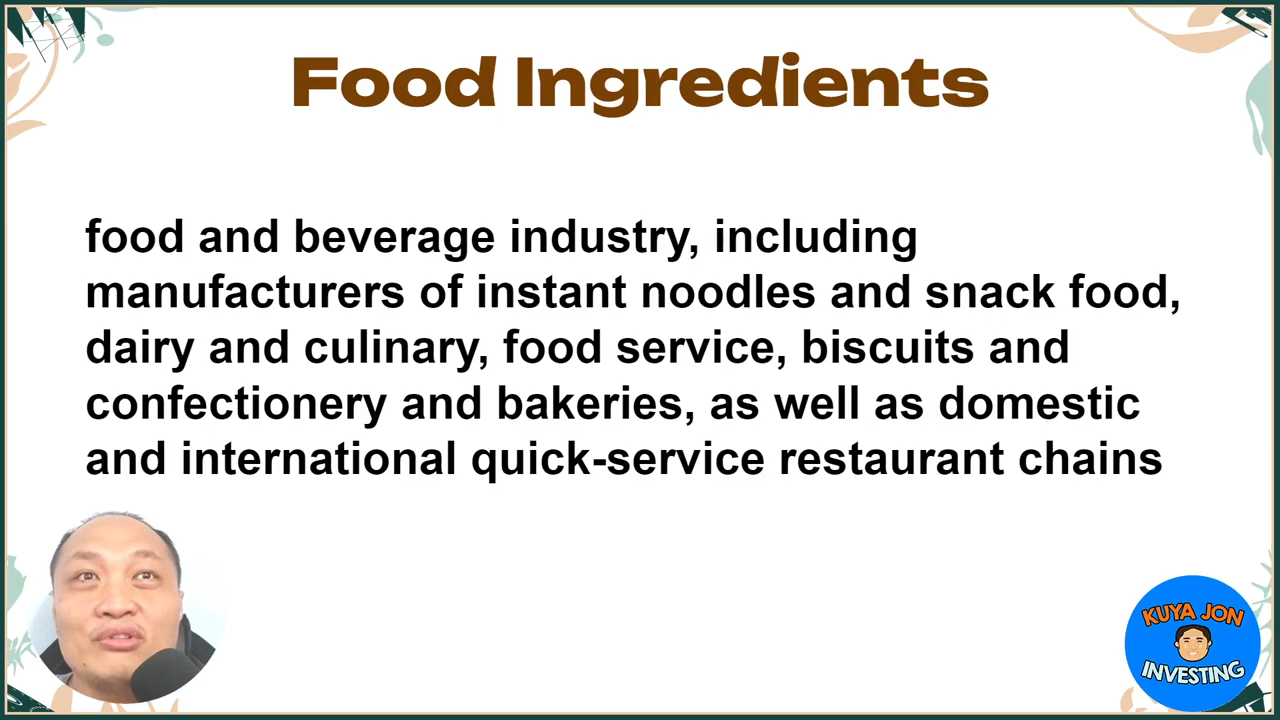 Food Ingredients
food and beverage industry, including
manufacturers of instant noodles and snack food,
dairy and culinary, food service, biscuits and
confectionery and bakeries, as well as domestic
and international quick-service restaurant chains
KUYA JON
INVESTING